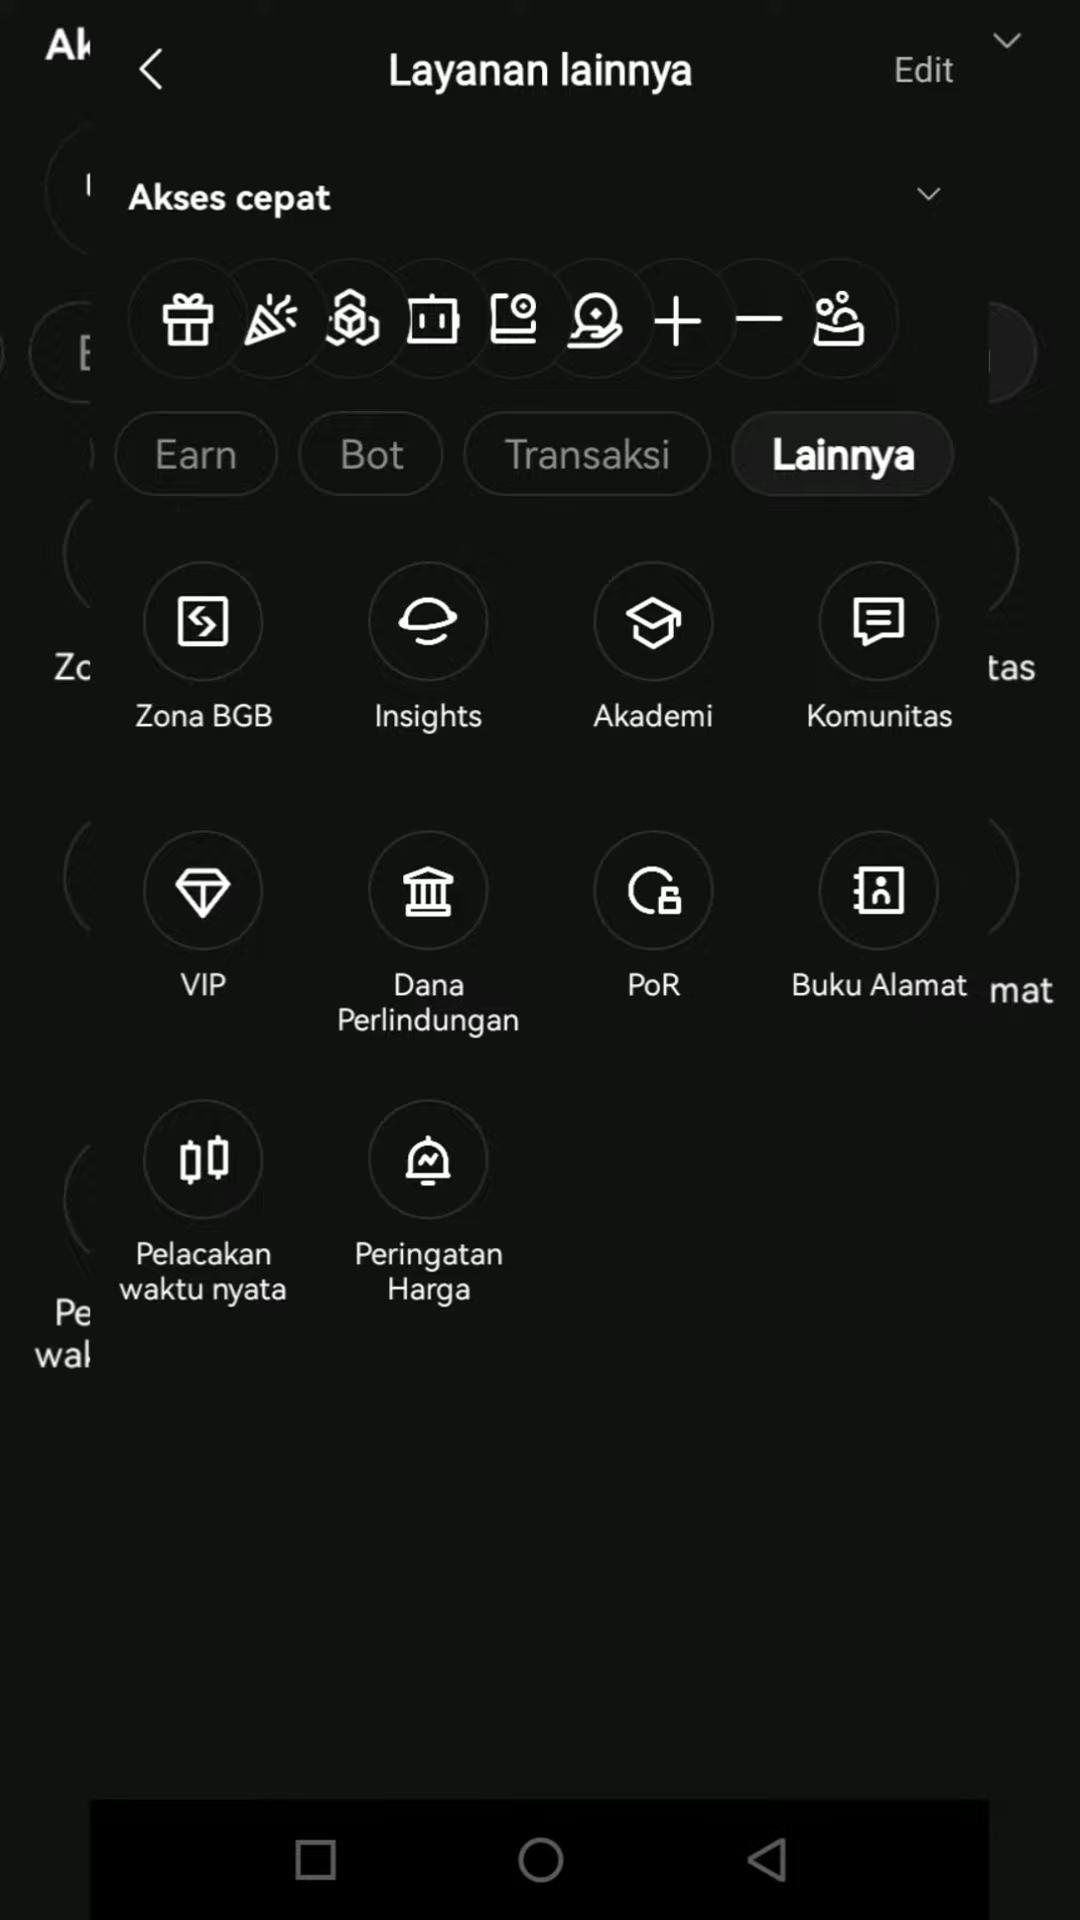 Ak
Layanan lainnya
Edit
Akses cepat
Earn
Bot
Transaksi
Lainnya
Zona BGB
Insights
Akademi
Komunitas
Zo
tas
VIP
Dana
Perlindungan
PoR
Buku Alamat
mat
Pelacakan
waktu nyata
Peringatan
Harga
Pe
wak